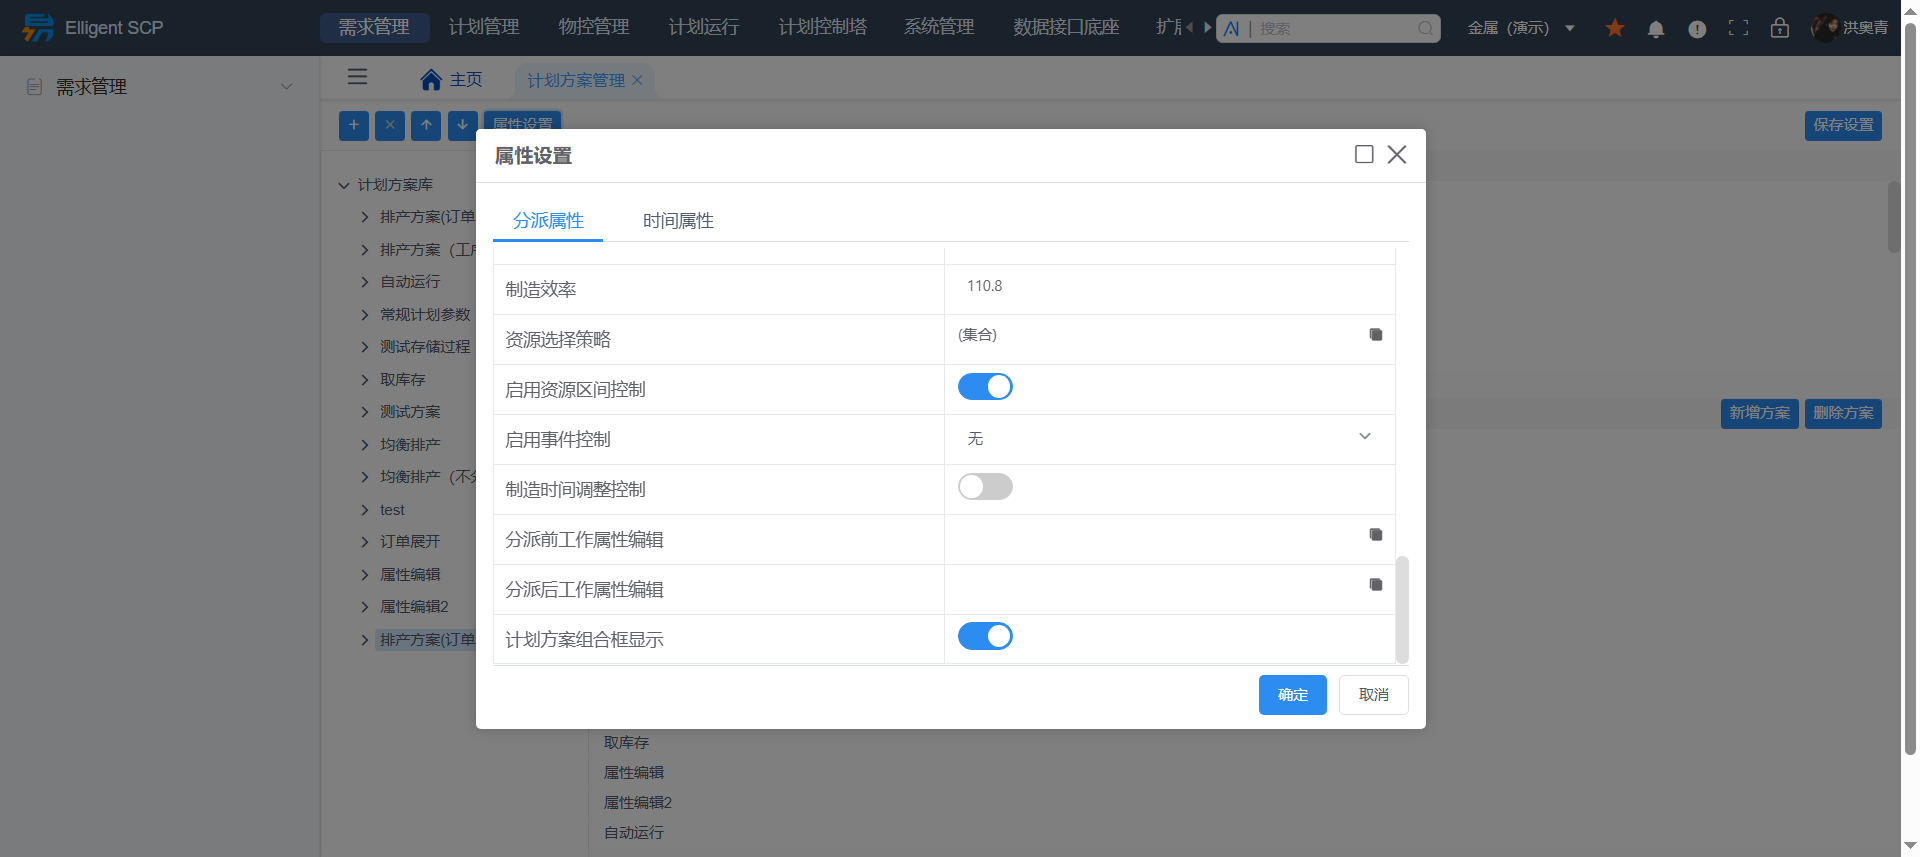 Elligent SCP
需求管理
计划管理
物控管理
计划运行
计划控制塔
系统管理
数据接口底座
AI
搜索
金属（演示）
洪奥青
需求管理
主页
计划方案管理
属性设置
保存设置
计划方案库
排产方案(订单
排产方案（工
自动运行
常规计划参数
测试存储过程
取库存
测试方案
均衡排产
均衡排产（不
test
订单展开
属性编辑
属性编辑2
排产方案(订单
新增方案
删除方案
属性设置
分派属性
时间属性
制造效率
110.8
资源选择策略
(集合)
启用资源区间控制
启用事件控制
无
制造时间调整控制
分派前工作属性编辑
分派后工作属性编辑
计划方案组合框显示
确定
取消
取库存
属性编辑
属性编辑2
自动运行